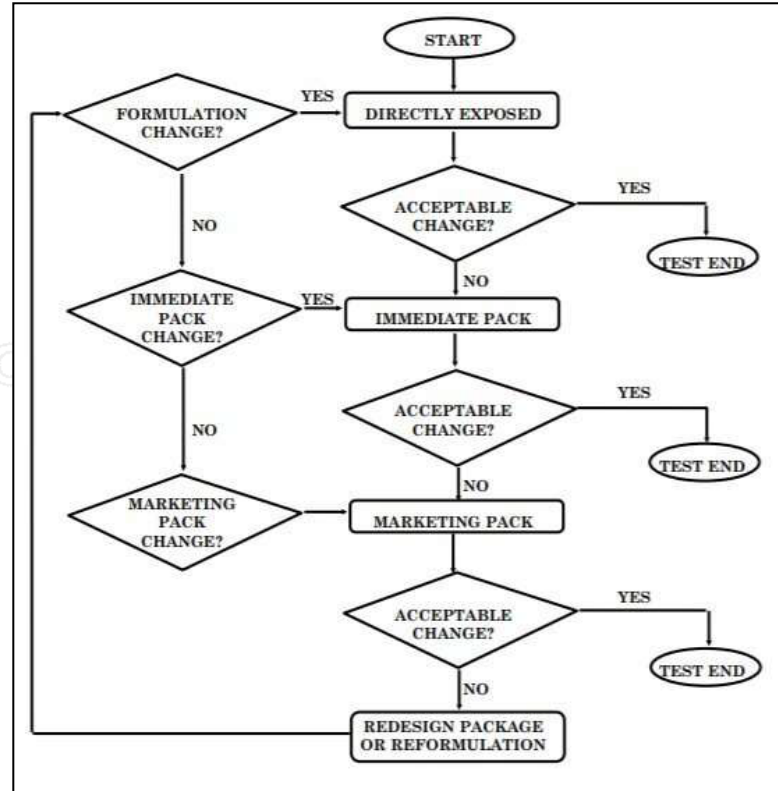 START
FORMULATION
CHANGE?
YES
DIRECTLY EXPOSED
ACCEPTABLE
CHANGE?
YES
TEST END
NO
NO
IMMEDIATE
PACK
CHANGE?
YES
IMMEDIATE PACK
ACCEPTABLE
CHANGE?
YES
TEST END
NO
NO
MARKETING
PACK
CHANGE?
MARKETING PACK
ACCEPTABLE
CHANGE?
YES
TEST END
NO
REDESIGN PACKAGE
OR REFORMULATION